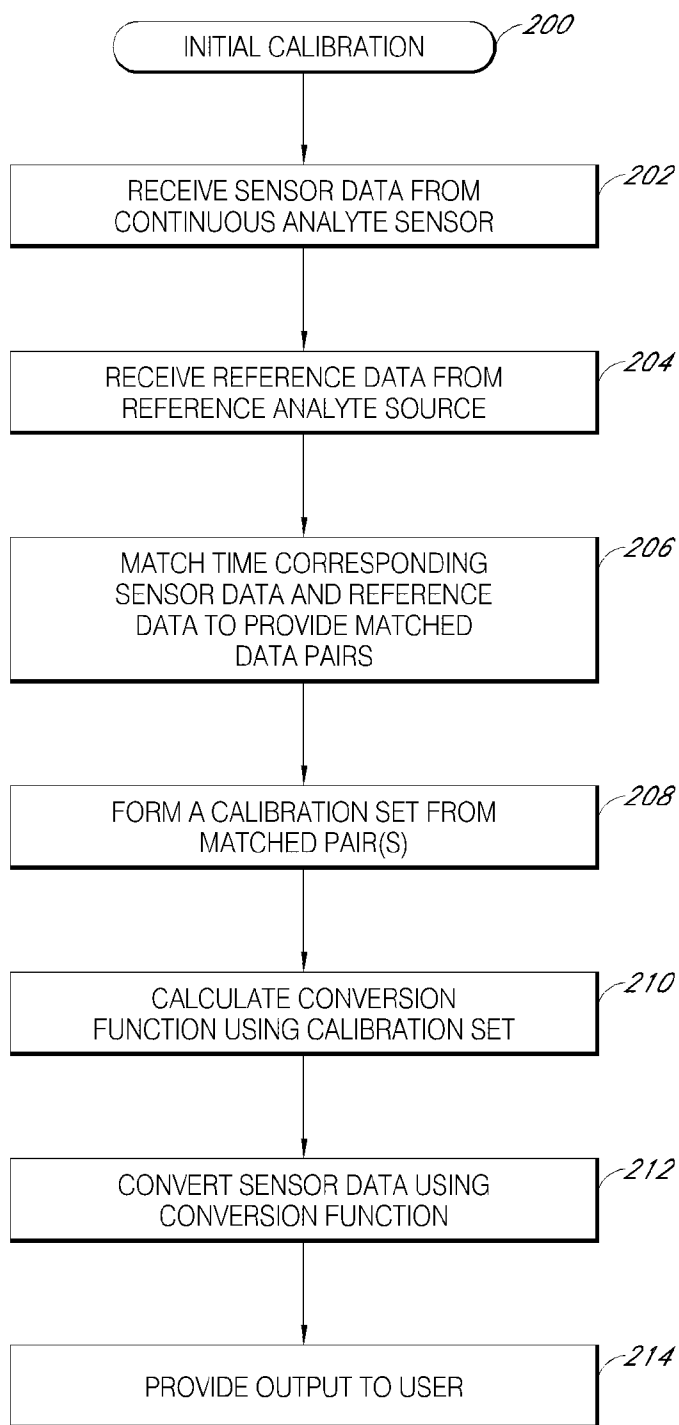 INITIAL CALIBRATION
200
RECEIVE SENSOR DATA FROM
CONTINUOUS ANALYTE SENSOR
202
RECEIVE REFERENCE DATA FROM
REFERENCE ANALYTE SOURCE
204
MATCH TIME CORRESPONDING
SENSOR DATA AND REFERENCE
DATA TO PROVIDE MATCHED
DATA PAIRS
206
FORM A CALIBRATION SET FROM
MATCHED PAIR(S)
208
CALCULATE CONVERSION
FUNCTION USING CALIBRATION SET
210
CONVERT SENSOR DATA USING
CONVERSION FUNCTION
212
PROVIDE OUTPUT TO USER
214